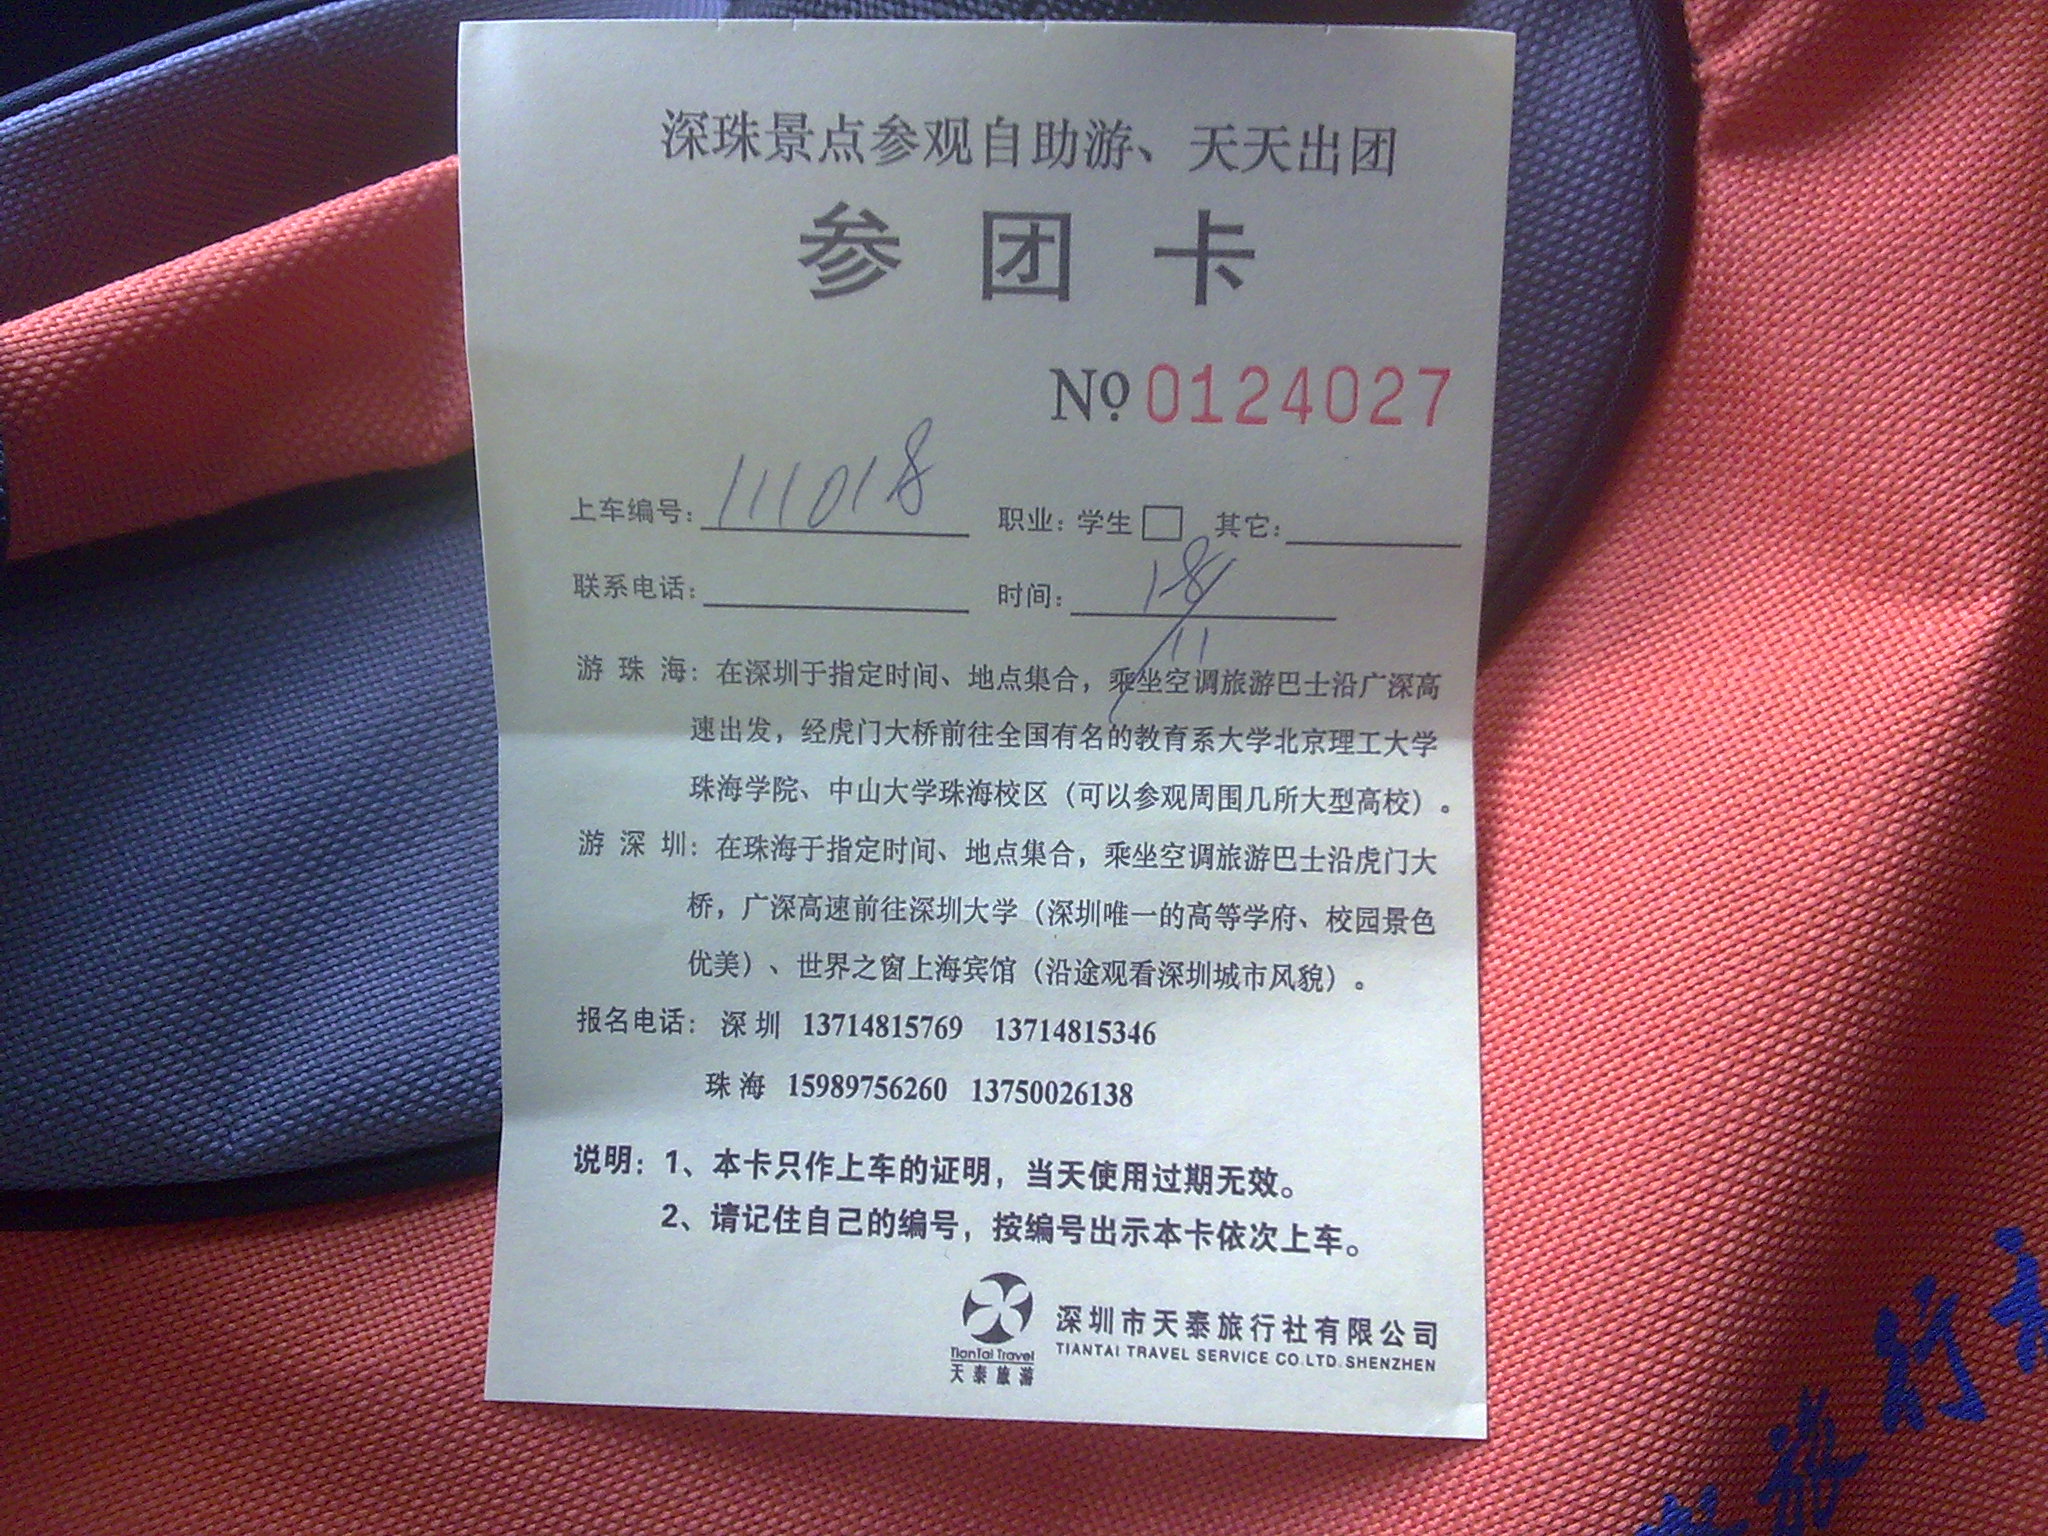 深珠景点参观自助游、天天出团
参团卡
№ 0124027
上车编号: 111018 职业: 学生□ 其它:
联系电话: 时间: 18/11
游珠海: 在深圳于指定时间、地点集合，乘坐空调旅游巴士沿广深高
速出发，经虎门大桥前往全国有名的教育系大学北京理工大学
珠海学院、中山大学珠海校区（可以参观周围几所大型高校）。
游深圳: 在珠海于指定时间、地点集合，乘坐空调旅游巴士沿虎门大
桥，广深高速前往深圳大学（深圳唯一的高等学府、校园景色
优美）、世界之窗上海宾馆（沿途观看深圳城市风貌）。
报名电话: 深圳 13714815769 13714815346
珠海 15989756260 13750026138
说明: 1、本卡只作上车的证明，当天使用过期无效。
2、请记住自己的编号，按编号出示本卡依次上车。
TianTai Travel
天泰旅游
深圳市天泰旅行社有限公司
TIANTAI TRAVEL SERVICE CO.LTD.SHENZHEN
旅行